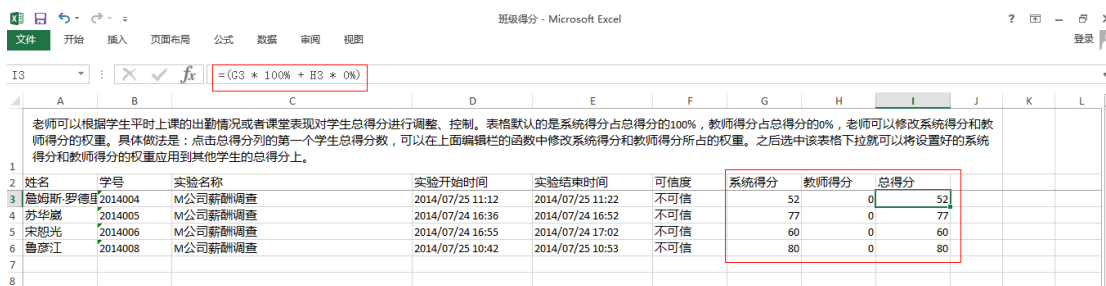 班级得分 - Microsoft Excel
文件 开始 插入 页面布局 公式 数据 审阅 视图 登录
I3 fx =(G3 * 100% + H3 * 0%)
A B C D E F G H I J K L
老师可以根据学生平时上课的出勤情况或者课堂表现对学生总得分进行调整、控制。表格默认的是系统得分占总得分的100%，教师得分占总得分的0%，老师可以修改系统得分和教
师得分的权重。具体做法是：点击总得分列的第一个学生总得分数，可以在上面编辑栏的函数中修改系统得分和教师得分所占的权重。之后选中该表格下拉就可以将设置好的系统
1 得分和教师得分的权重应用到其他学生的总得分上。
2 姓名 学号 实验名称 实验开始时间 实验结束时间 可信度 系统得分 教师得分 总得分
3 詹姆斯·罗德里 2014004 M公司薪酬调查 2014/07/25 11:12 2014/07/25 11:22 不可信 52 0 52
4 苏华崴 2014005 M公司薪酬调查 2014/07/24 16:36 2014/07/24 16:52 不可信 77 0 77
5 宋恕光 2014006 M公司薪酬调查 2014/07/24 16:55 2014/07/24 17:02 不可信 60 0 60
6 鲁彦江 2014008 M公司薪酬调查 2014/07/25 10:42 2014/07/25 10:53 不可信 80 0 80
7
8